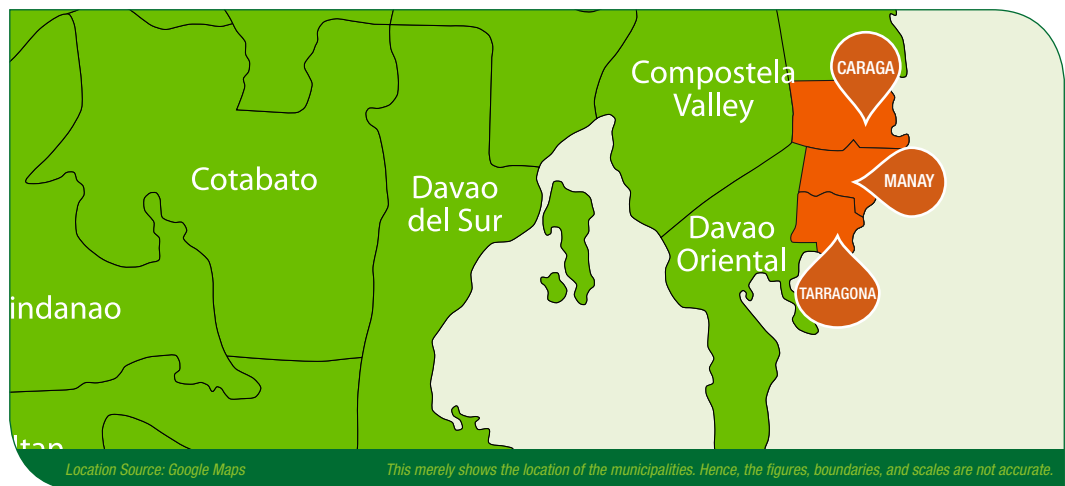 CARAGA
Compostela
Valley
Cotabato
MANAY
Davao
del Sur
Davao
Oriental
TARRAGONA
indanao
ltan
Location Source: Google Maps
This merely shows the location of the municipalities. Hence, the figures, boundaries, and scales are not accurate.